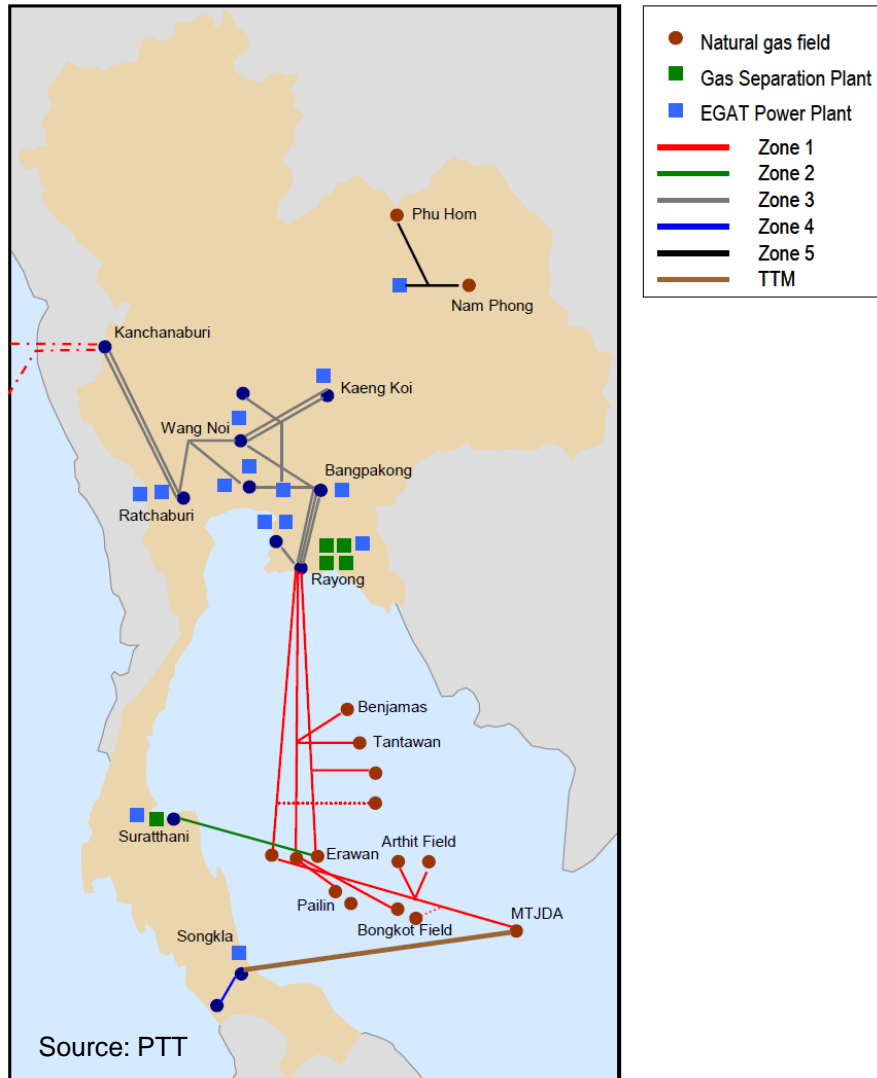 Natural gas field
Gas Separation Plant
EGAT Power Plant
Zone 1
Zone 2
Zone 3
Zone 4
Zone 5
TTM
Phu Hom
Nam Phong
Kanchanaburi
Kaeng Koi
Wang Noi
Bangpakong
Ratchaburi
Rayong
Benjamas
Tantawan
Suratthani
Erawan
Arthit Field
Pailin
Bongkot Field
MTJDA
Songkla
Source: PTT